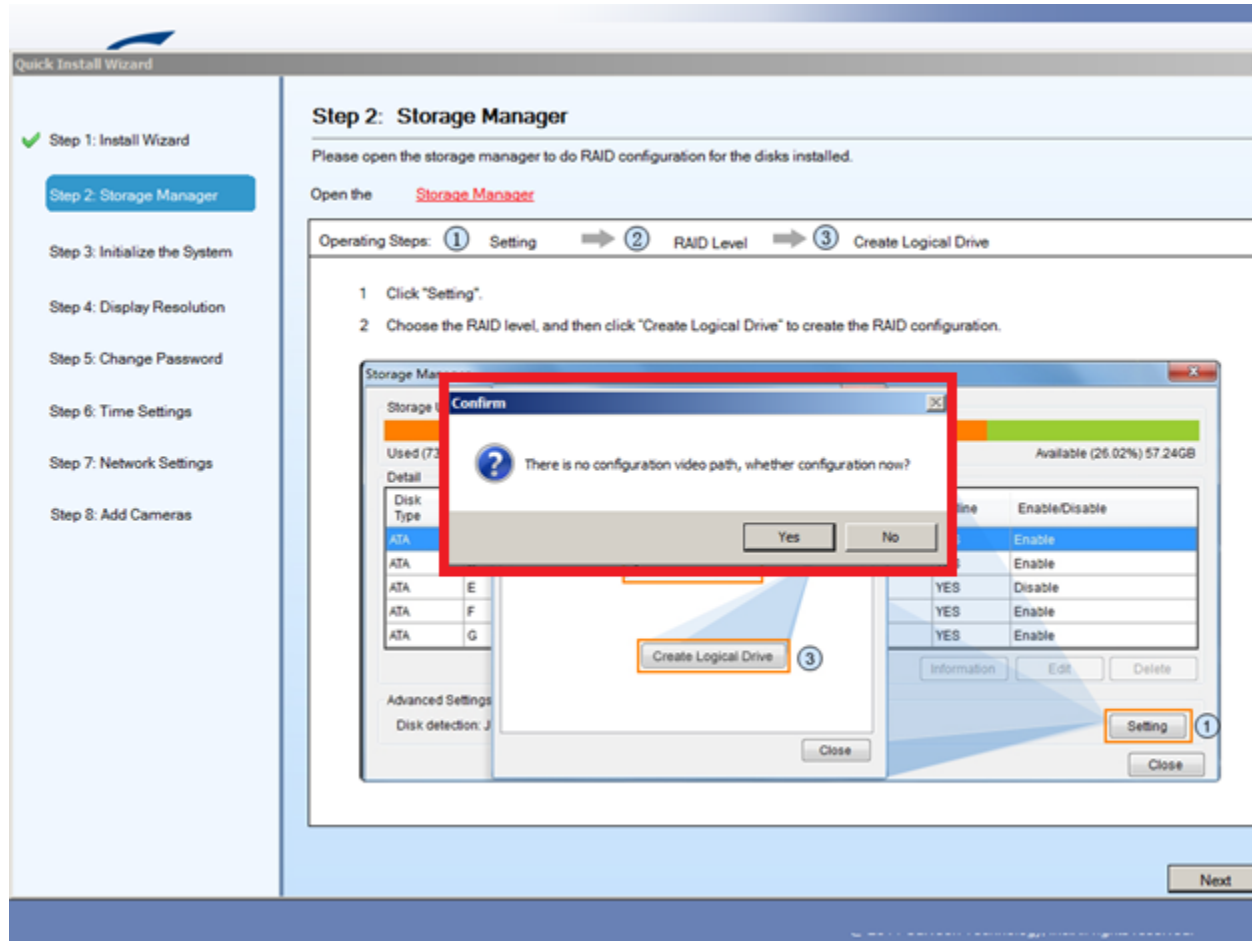 Quick Install Wizard
Step 1: Install Wizard
Step 2: Storage Manager
Step 3: Initialize the System
Step 4: Display Resolution
Step 5: Change Password
Step 6: Time Settings
Step 7: Network Settings
Step 8: Add Cameras
Step 2: Storage Manager
Please open the storage manager to do RAID configuration for the disks installed.
Open the Storage Manager
Operating Steps: 1 Setting 2 RAID Level 3 Create Logical Drive
1 Click "Setting".
2 Choose the RAID level, and then click "Create Logical Drive" to create the RAID configuration.
Storage
Storage
Confirm
There is no configuration video path, whether configuration now?
Yes No
Used (73 Available (26.02%) 57.24GB
Detail
Disk Type Enable/Disable
ATA Enable
ATA Enable
ATA E YES Disable
ATA F YES Enable
ATA G YES Enable
Create Logical Drive 3
Information Edit Delete
Advanced Settings
Disk detection: J
Setting 1
Close
Close
Next